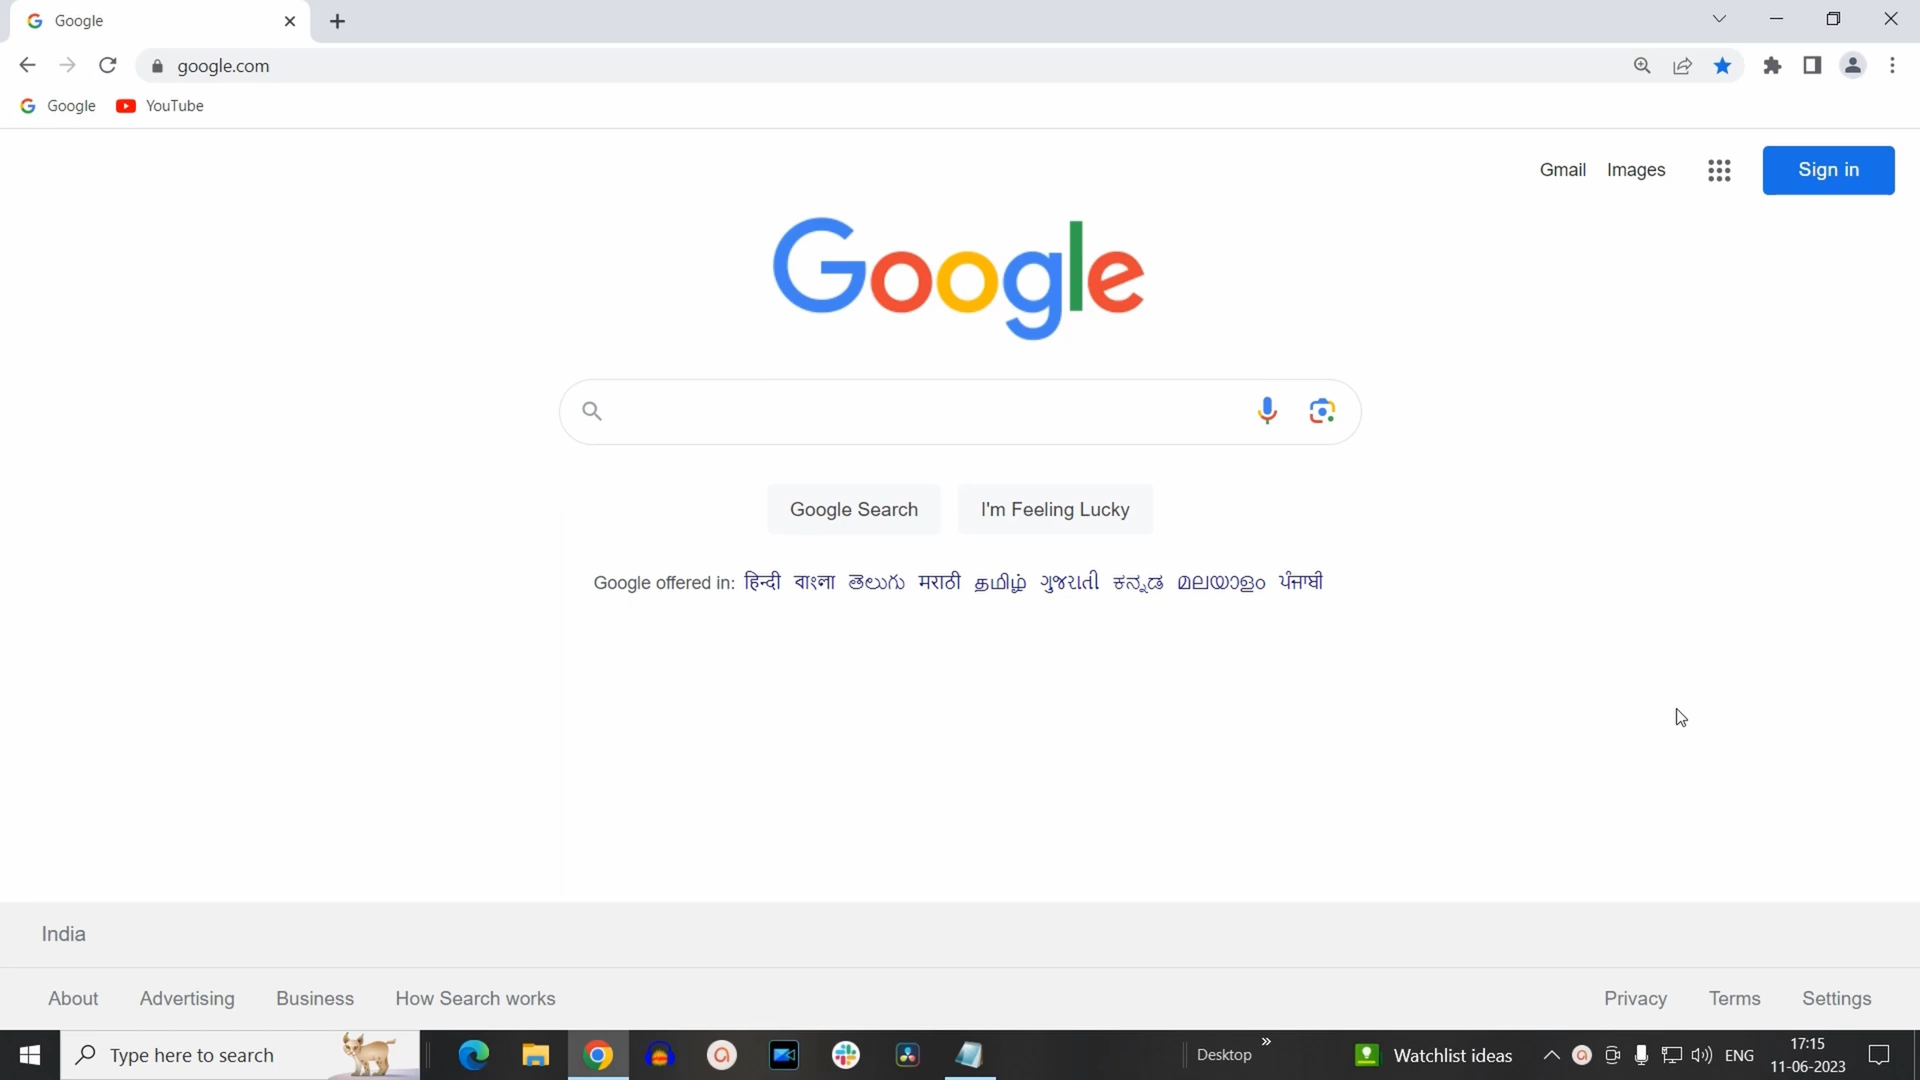 Google
google.com
Google YouTube
Gmail Images Sign in
Google
Google Search I'm Feeling Lucky
Google offered in: हिन्दी বাংলা తెలుగు मराठी தமிழ் ગુજરાતી ಕನ್ನಡ മലയാളം ਪੰਜਾਬੀ
India
About Advertising Business How Search works Privacy Terms Settings
Type here to search Desktop Watchlist ideas ENG 17:15
11-06-2023